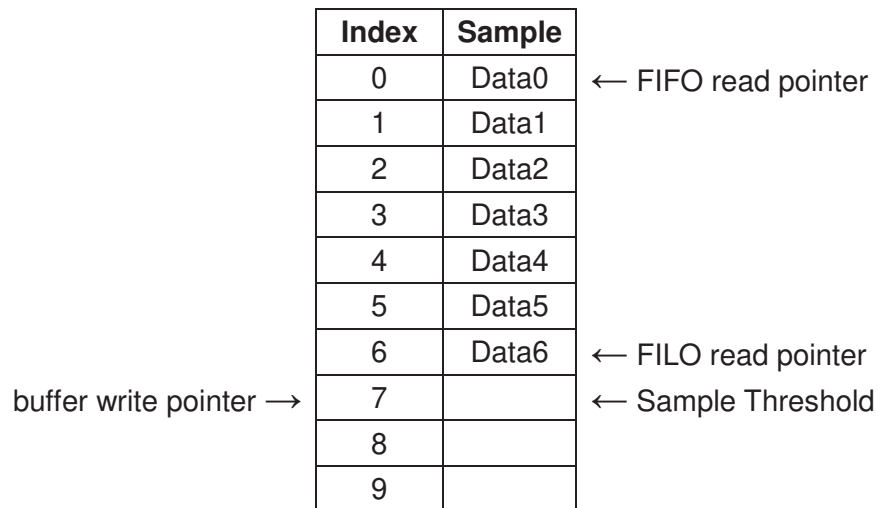 Index Sample
0 Data0 ← FIFO read pointer
1 Data1
2 Data2
3 Data3
4 Data4
5 Data5
6 Data6 ← FILO read pointer
buffer write pointer → 7 ← Sample Threshold
8
9